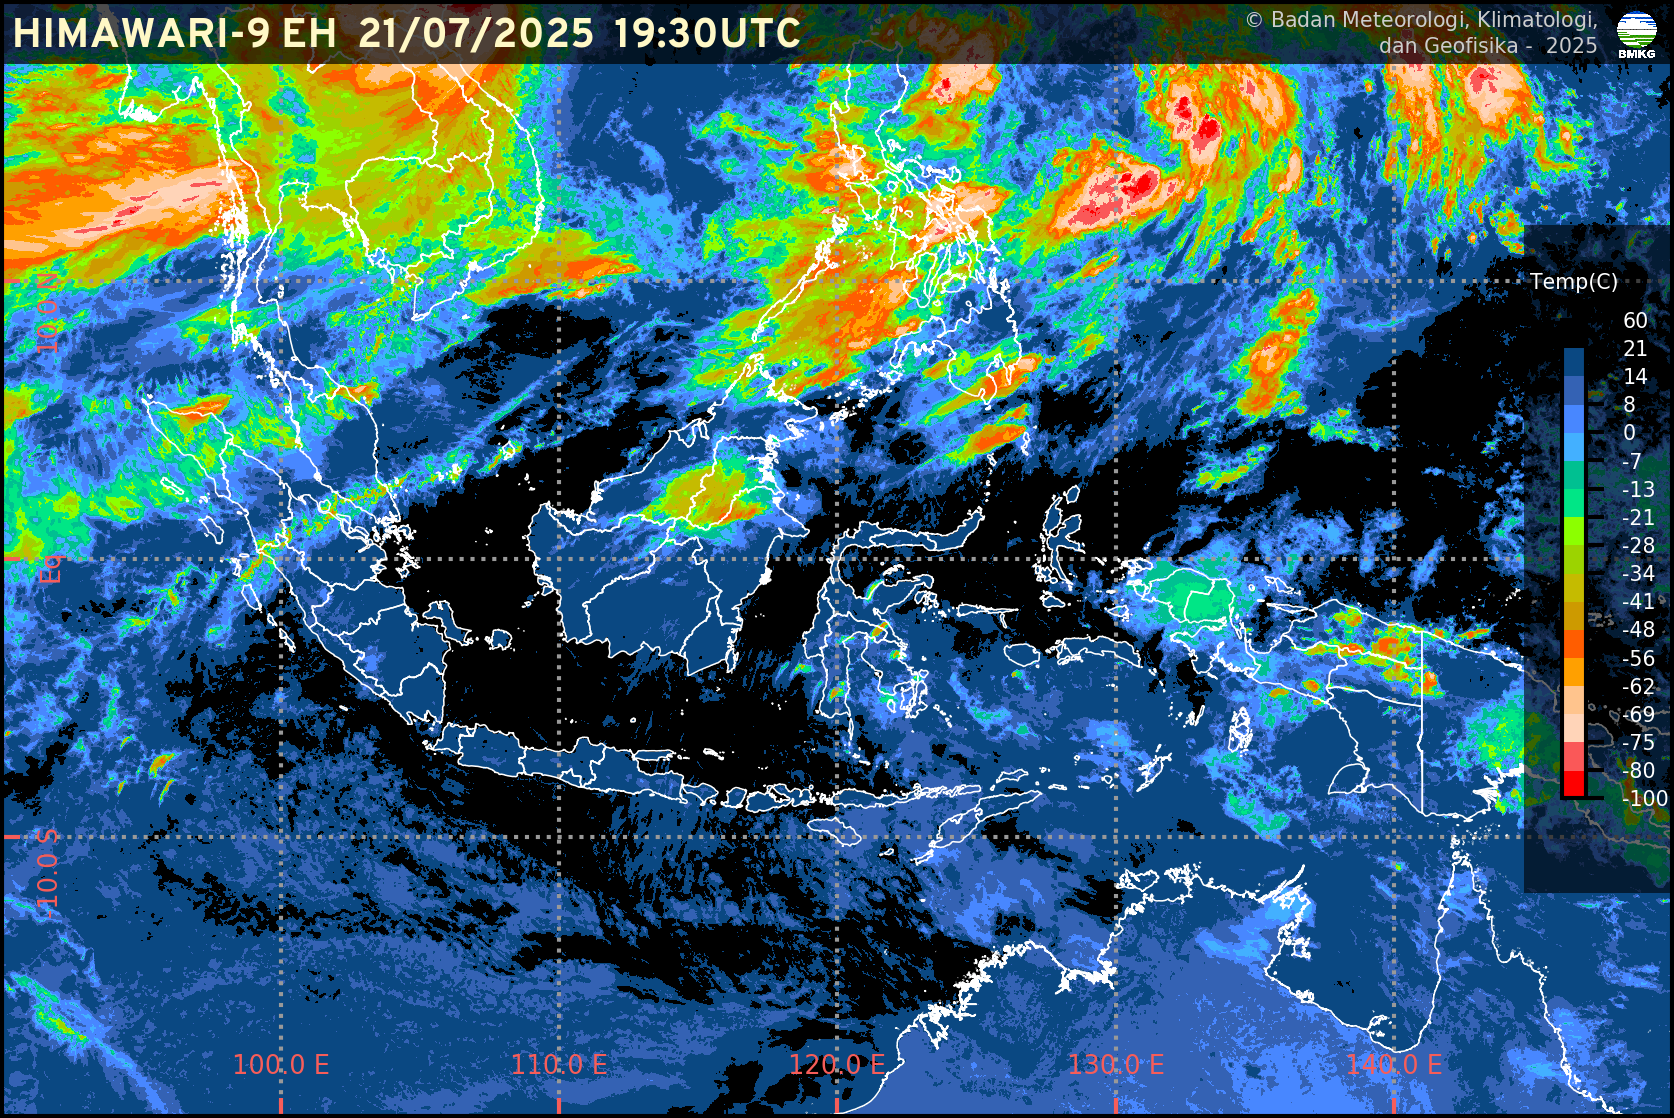 HIMAWARI-9 EH 21/07/2025 19:30UTC
© Badan Meteorologi, Klimatologi,
dan Geofisika - 2025
BMKG
Temp(C)
60
21
14
8
0
-7
-13
-21
-28
-34
-41
-48
-56
-62
-69
-75
-80
-100
10.0 N
Eq
-10.0 S
100.0 E
110.0 E
120.0 E
130.0 E
140.0 E